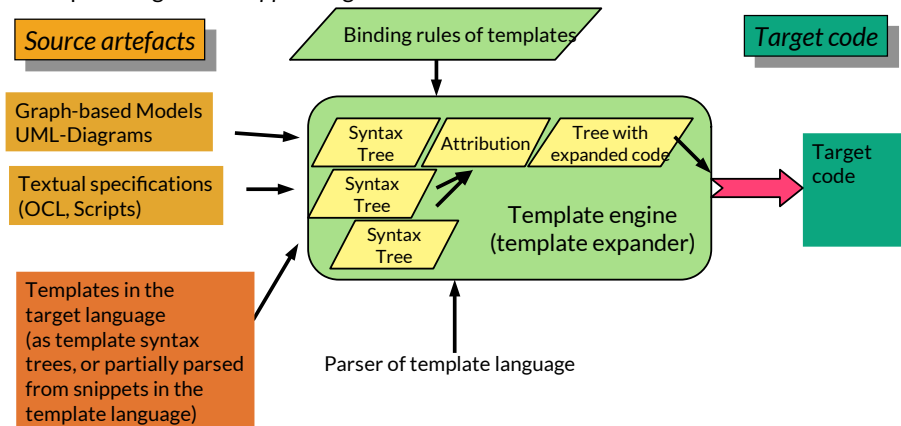 Source artefacts
Binding rules of templates
Target code
Graph-based Models
UML-Diagrams
Syntax
Tree
Attribution
Tree with
expanded code
Target
code
Textual specifications
(OCL, Scripts)
Syntax
Tree
Template engine
(template expander)
Syntax
Tree
Templates in the
target language
(as template syntax
trees, or partially parsed
from snippets in the
template language)
Parser of template language